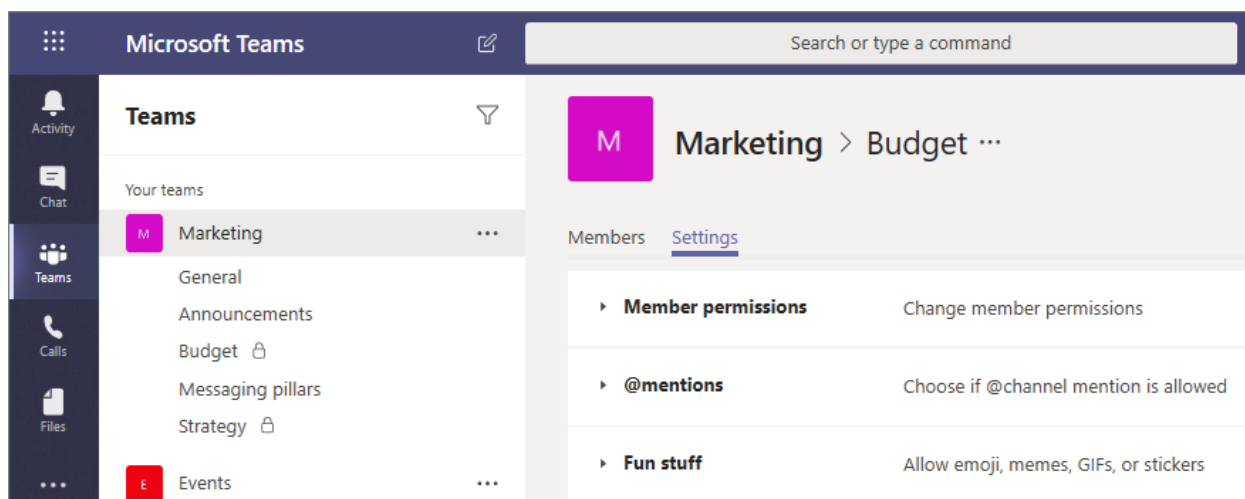 Microsoft Teams
Search or type a command
Activity
Chat
Teams
Calls
Files
Teams
Your teams
M Marketing
General
Announcements
Budget
Messaging pillars
Strategy
E Events
M
Marketing > Budget ...
Members Settings
Member permissions Change member permissions
@mentions Choose if @channel mention is allowed
Fun stuff Allow emoji, memes, GIFs, or stickers